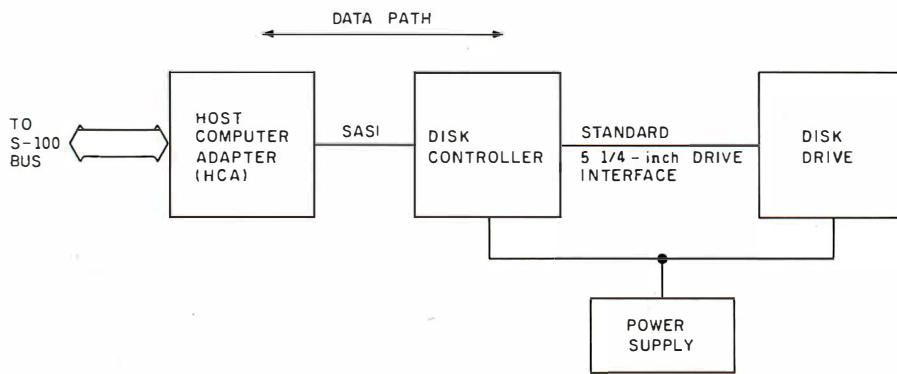 DATA PATH
TO
S-100
BUS
HOST
COMPUTER
ADAPTER
(HCA)
SASI
DISK
CONTROLLER
STANDARD
5 1/4-inch DRIVE
INTERFACE
DISK
DRIVE
POWER
SUPPLY